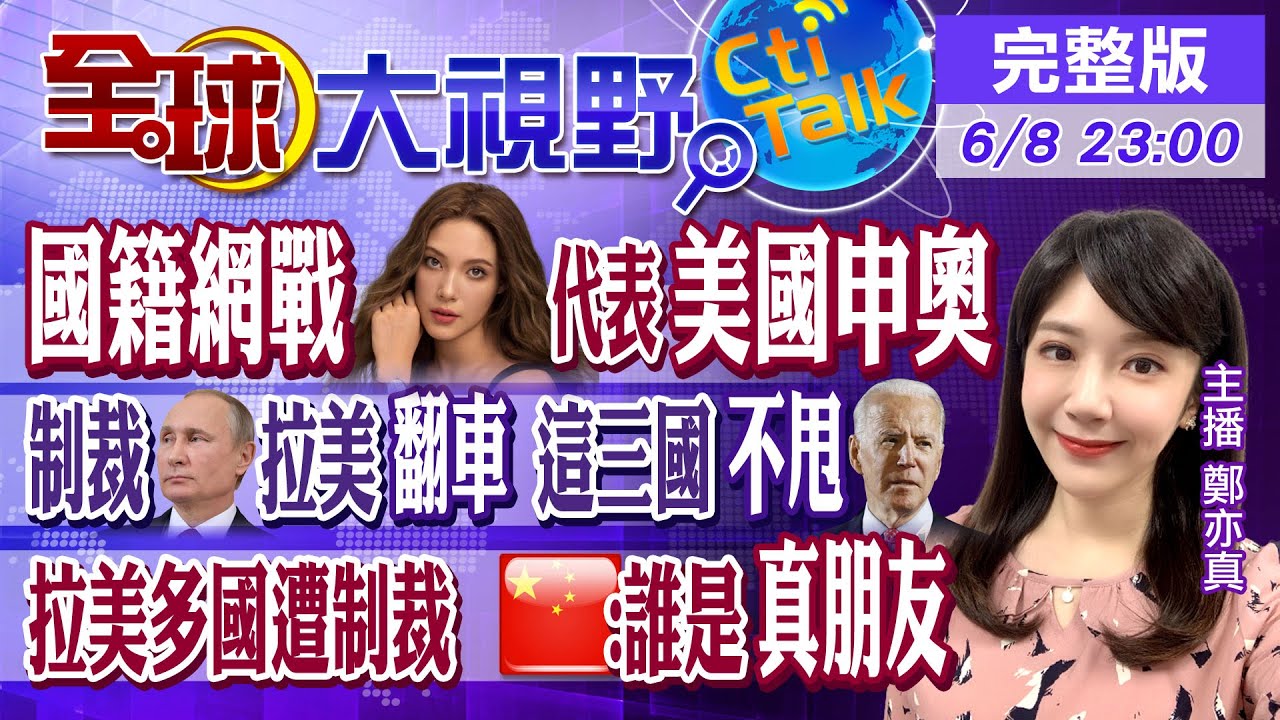 全球大視野
Cti Talk
完整版
6/8 23:00
國籍網戰 代表美國申奧
制裁 拉美翻車 這三國不甩
拉美多國遭制裁 :誰是真朋友
主播 鄭亦真